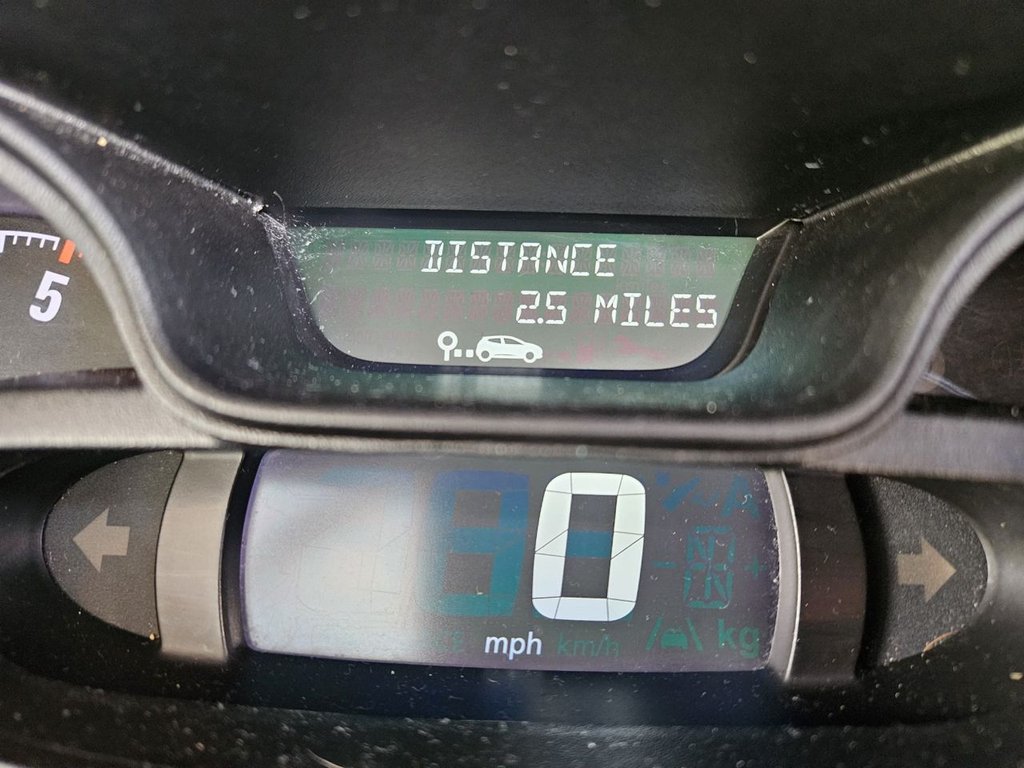 DISTANCE
2.5 MILES
5
0
mph km/h
kg